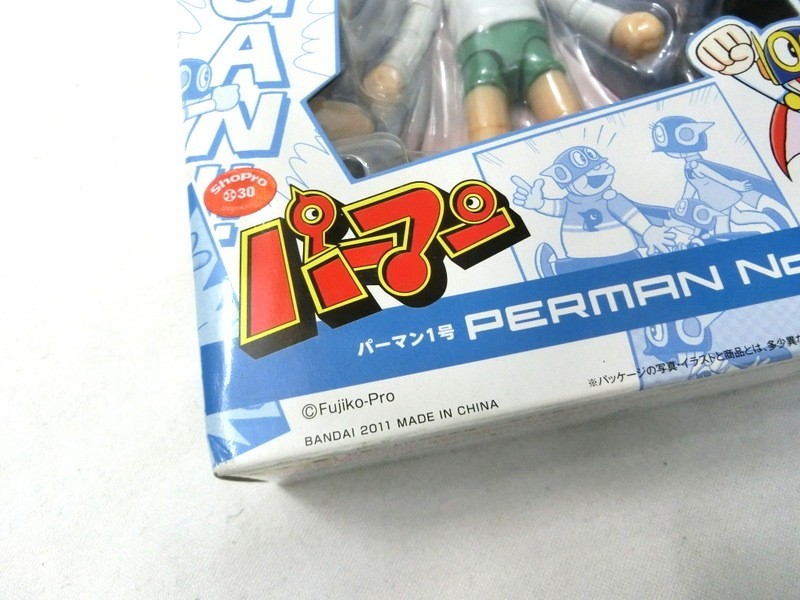 ShoPro
30
パーマン
パーマン1号 PERMAN No
※パッケージの写真・イラストと商品とは、多少異
©Fujiko-Pro
BANDAI 2011 MADE IN CHINA